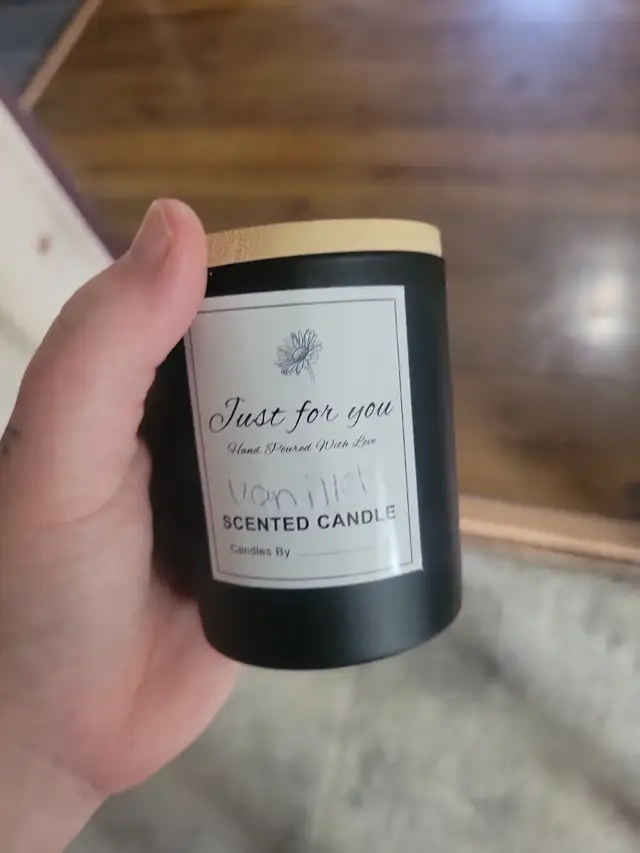 Just for you
Hand Poured With Love
vanilla
SCENTED CANDLE
Candles By